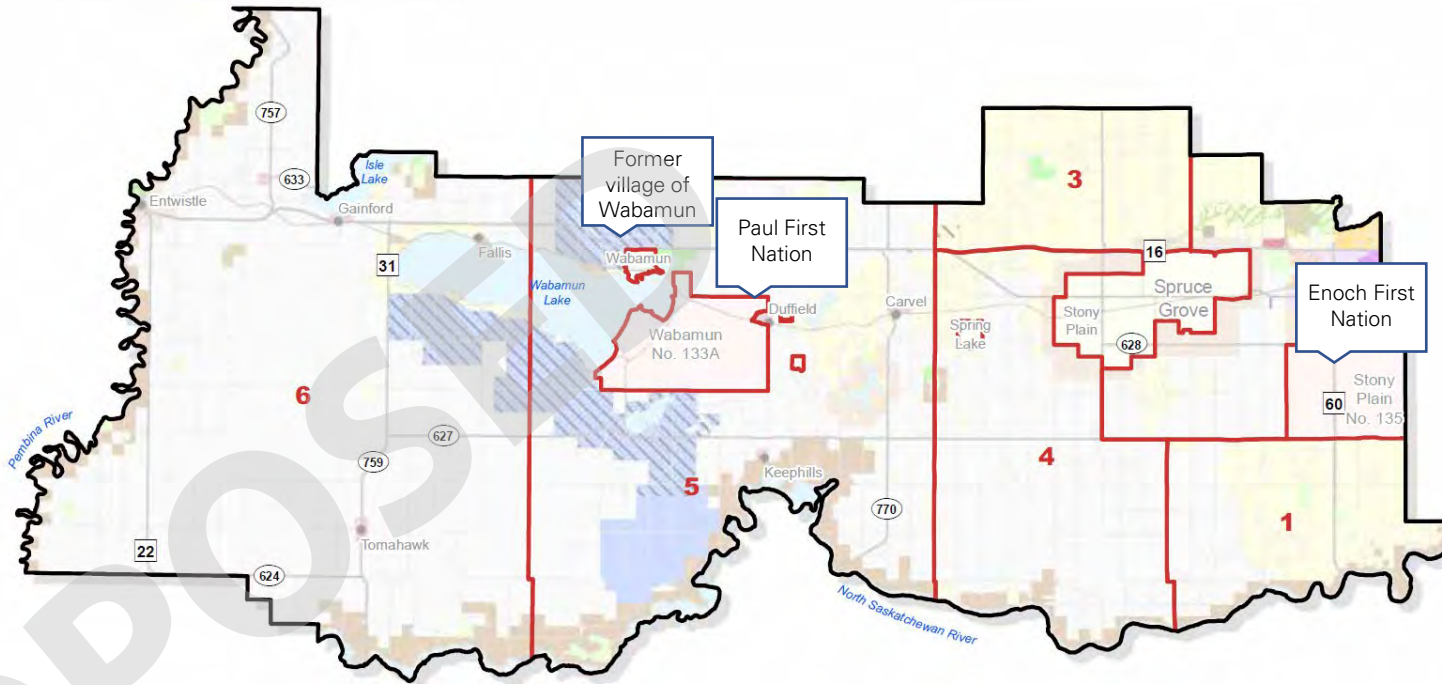 757
633
Isle
Lake
Entwistle
Gainford
31
Fallis
Former
village of
Wabamun
Wabamun
Wabamun
Lake
Paul First
Nation
Duffield
Wabamun
No. 133A
Carvel
3
16
Spruce
Grove
Stony
Plain
Spring
Lake
628
Enoch First
Nation
60
Stony
Plain
No. 135
6
Pembina River
627
759
Keephills
4
5
770
1
22
Tomahawk
624
North Saskatchewan River